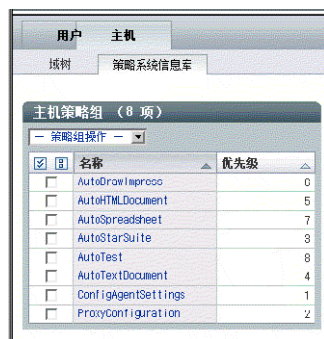 用户 主机
域树 策略系统信息库
主机策略组 （8 项）
— 策略组操作 —
名称 优先级
AutoDrawImpress 6
AutoHTMLDocument 5
AutoSpreadsheet 7
AutoStarSuite 3
AutoTest 8
AutoTextDocument 4
ConfigAgentSettings 1
ProxyConfiguration 2